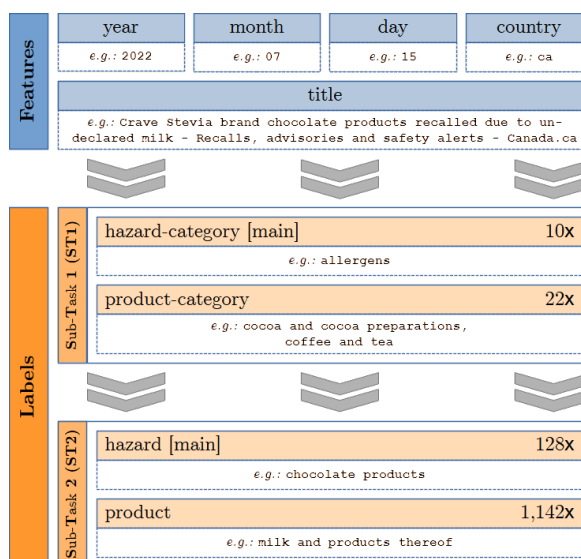 Features
year month day country
e.g.: 2022 e.g.: 07 e.g.: 15 e.g.: ca
title
e.g.: Crave Stevia brand chocolate products recalled due to un-
declared milk - Recalls, advisories and safety alerts - Canada.ca
Labels
Sub-Task 1 (ST1)
hazard-category [main] 10x
e.g.: allergens
product-category 22x
e.g.: cocoa and cocoa preparations,
coffee and tea
Sub-Task 2 (ST2)
hazard [main] 128x
e.g.: chocolate products
product 1,142x
e.g.: milk and products thereof